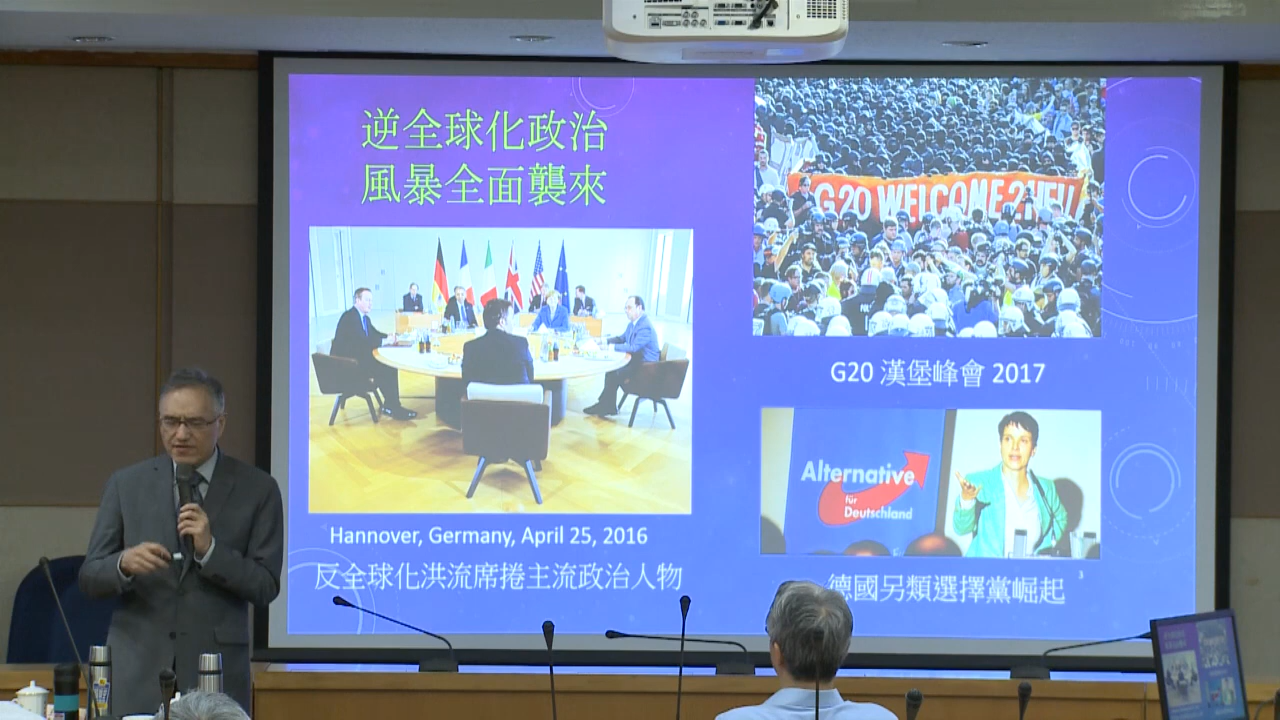 逆全球化政治
風暴全面襲來
G20 WELCOME 2 HELL
G20 漢堡峰會 2017
Alternative
für
Deutschland
Hannover, Germany, April 25, 2016
反全球化洪流席捲主流政治人物
德國另類選擇黨崛起
3